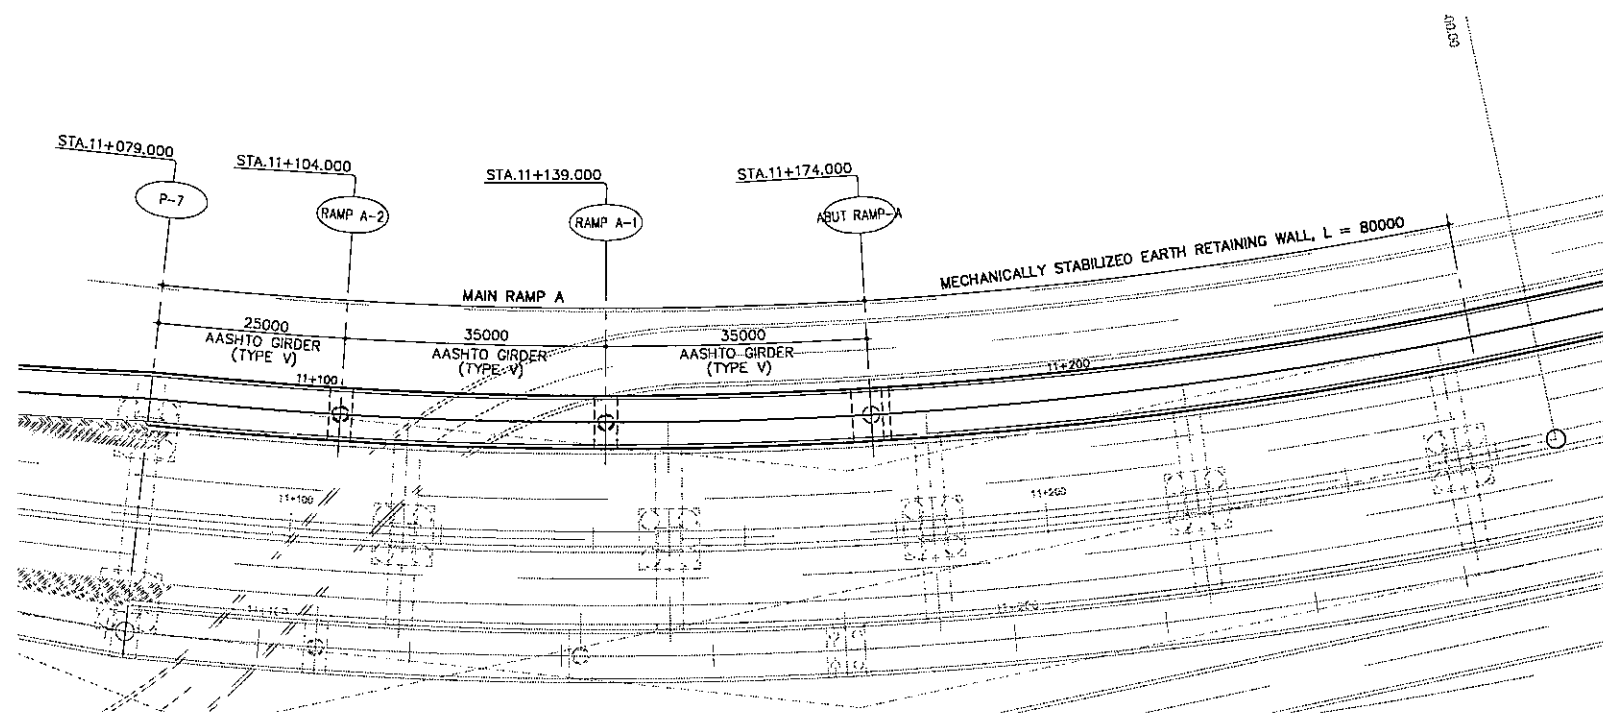 STA.11+079.000
STA.11+104.000
STA.11+139.000
STA.11+174.000
P-7
RAMP A-2
RAMP A-1
ABUT RAMP-A
MAIN RAMP A
MECHANICALLY STABILIZED EARTH RETAINING WALL, L = 80000
25000
AASHTO GIRDER
(TYPE V)
35000
AASHTO GIRDER
(TYPE V)
35000
AASHTO GIRDER
(TYPE V)
11+100
11+200
11+100
11+200
11+200